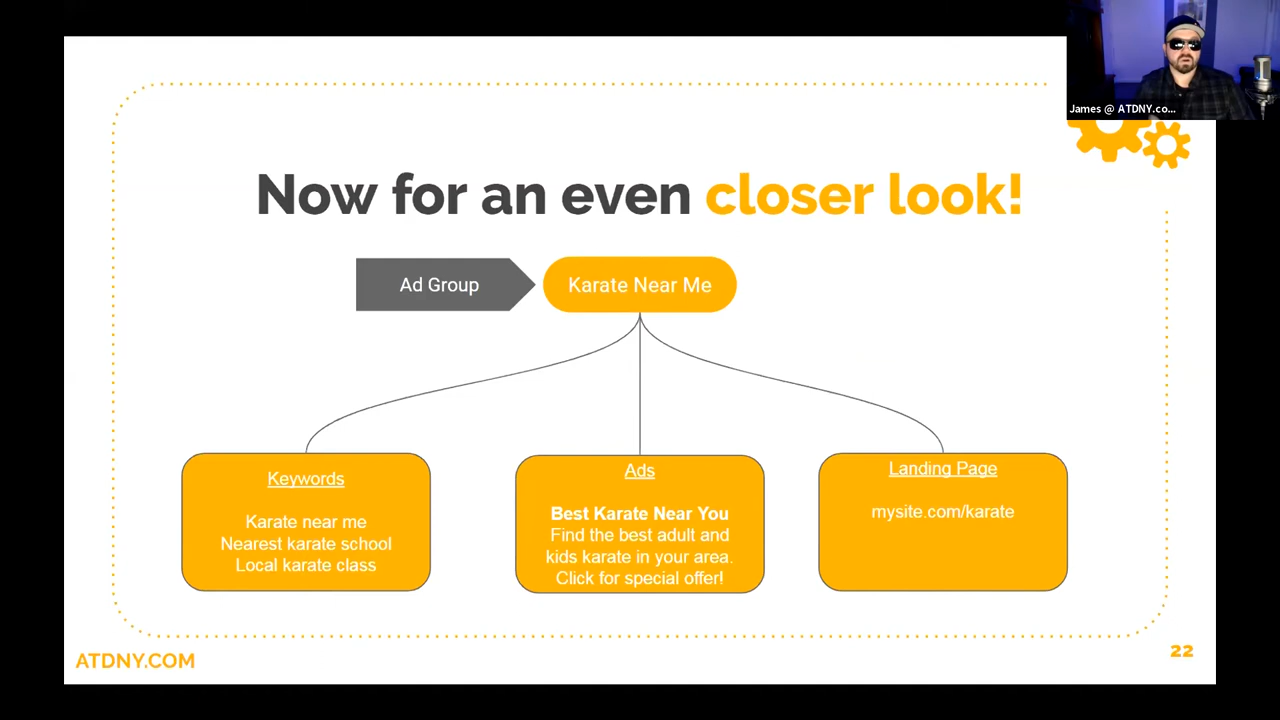 James @ ATDNY.co...
Now for an even closer look!
Ad Group
Karate Near Me
Keywords
Karate near me
Nearest karate school
Local karate class
Ads
Best Karate Near You
Find the best adult and
kids karate in your area.
Click for special offer!
Landing Page
mysite.com/karate
ATDNY.COM
22